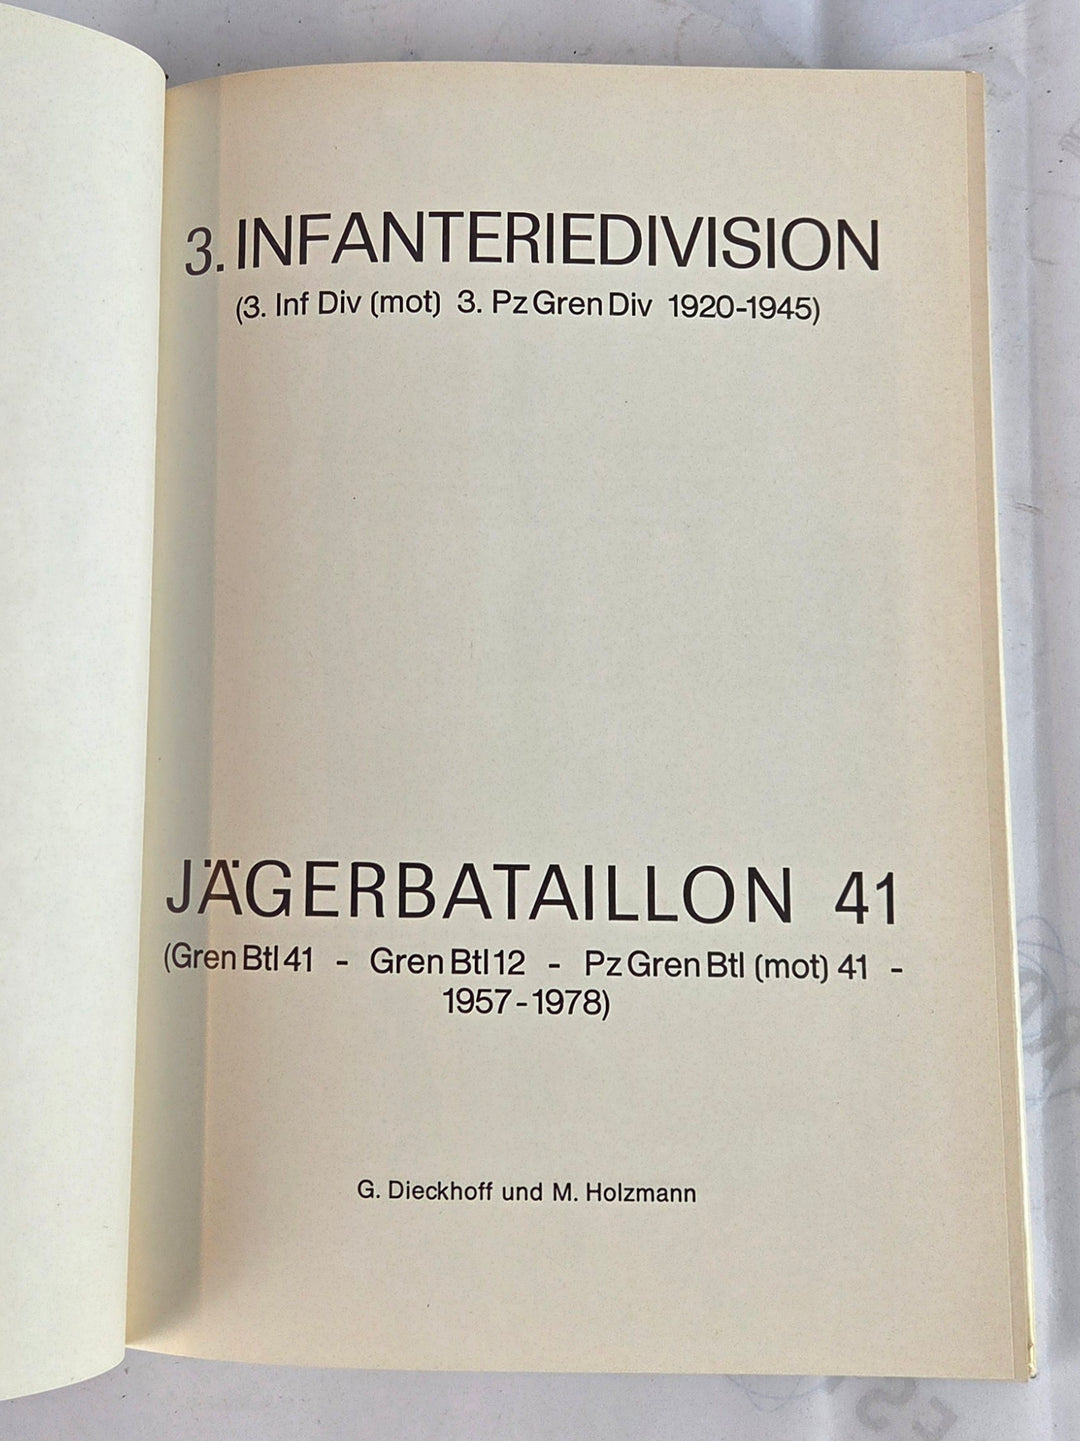 3. INFANTERIEDIVISION
(3. Inf Div (mot) 3. Pz Gren Div 1920-1945)
JÄGERBATAILLON 41
(Gren Btl 41 - Gren Btl 12 - Pz Gren Btl (mot) 41 -
1957-1978)
G. Dieckhoff und M. Holzmann